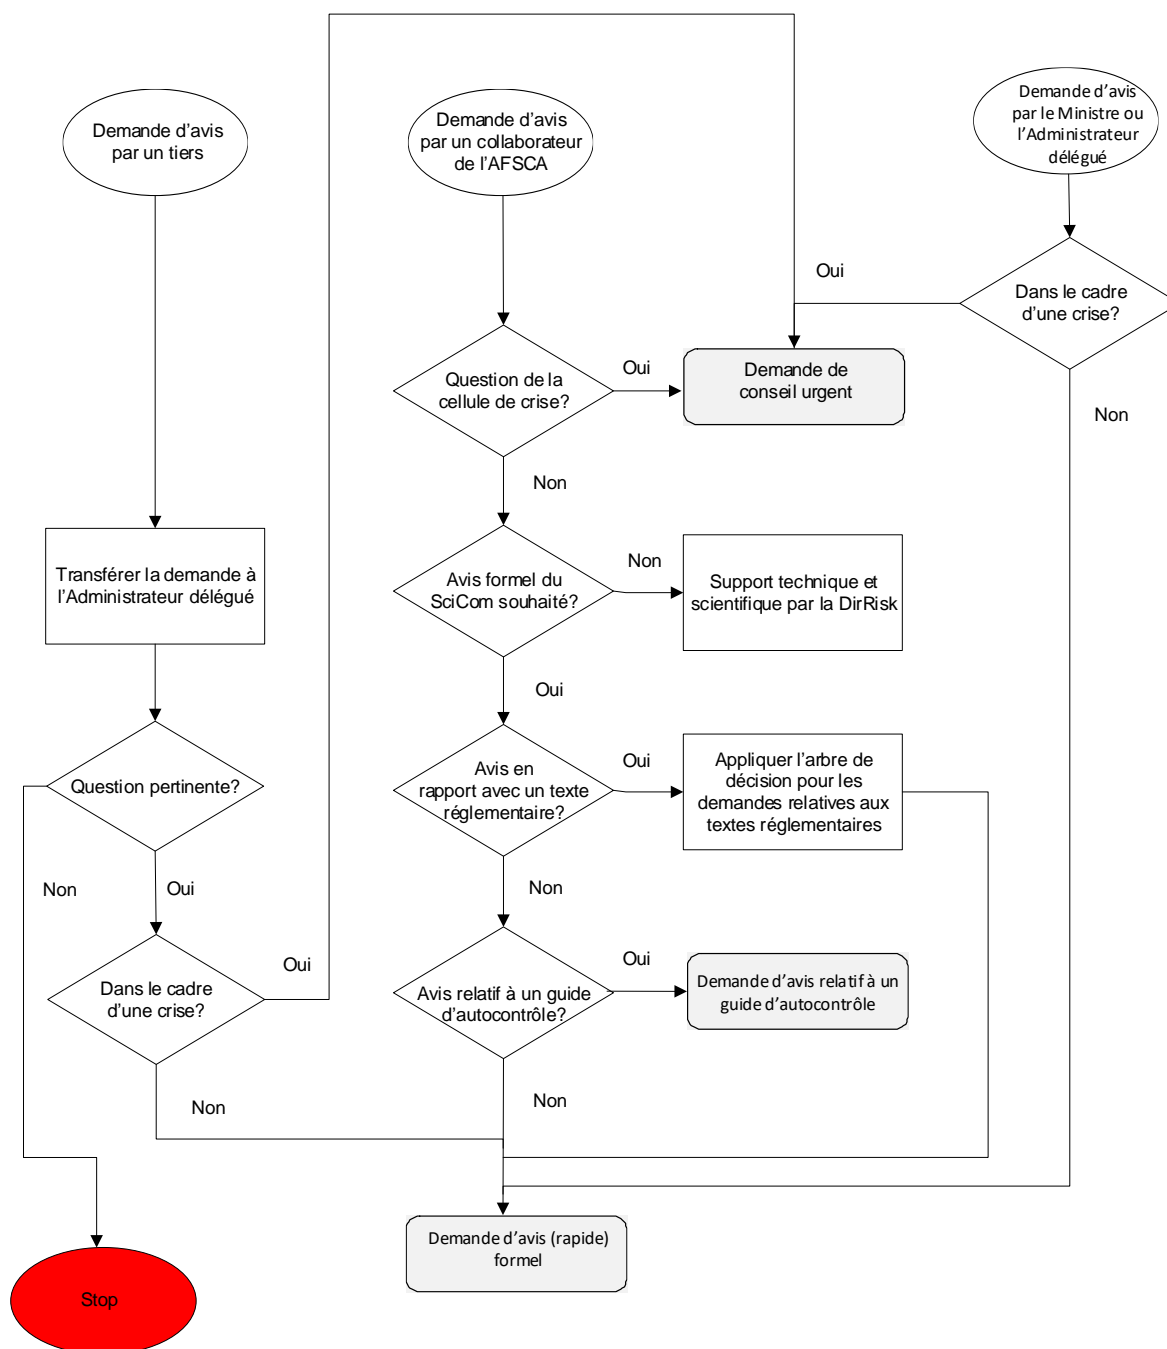 Demande d'avis
par un tiers
Demande d'avis
par un collaborateur
de l'AFSCA
Demande d'avis
par le Ministre ou
l'Administrateur
délégué
Oui
Dans le cadre
d'une crise?
Question de la
cellule de crise?
Oui
Demande de
conseil urgent
Non
Non
Transférer la demande à
l'Administrateur délégué
Avis formel du
SciCom souhaité?
Non
Support technique et
scientifique par la DirRisk
Oui
Question pertinente?
Avis en
rapport avec un texte
réglementaire?
Oui
Appliquer l'arbre de
décision pour les
demandes relatives aux
textes réglementaires
Non
Oui
Non
Dans le cadre
d'une crise?
Oui
Avis relatif à un guide
d'autocontrôle?
Oui
Demande d'avis relatif à un
guide d'autocontrôle
Non
Non
Demande d'avis (rapide)
formel
Stop